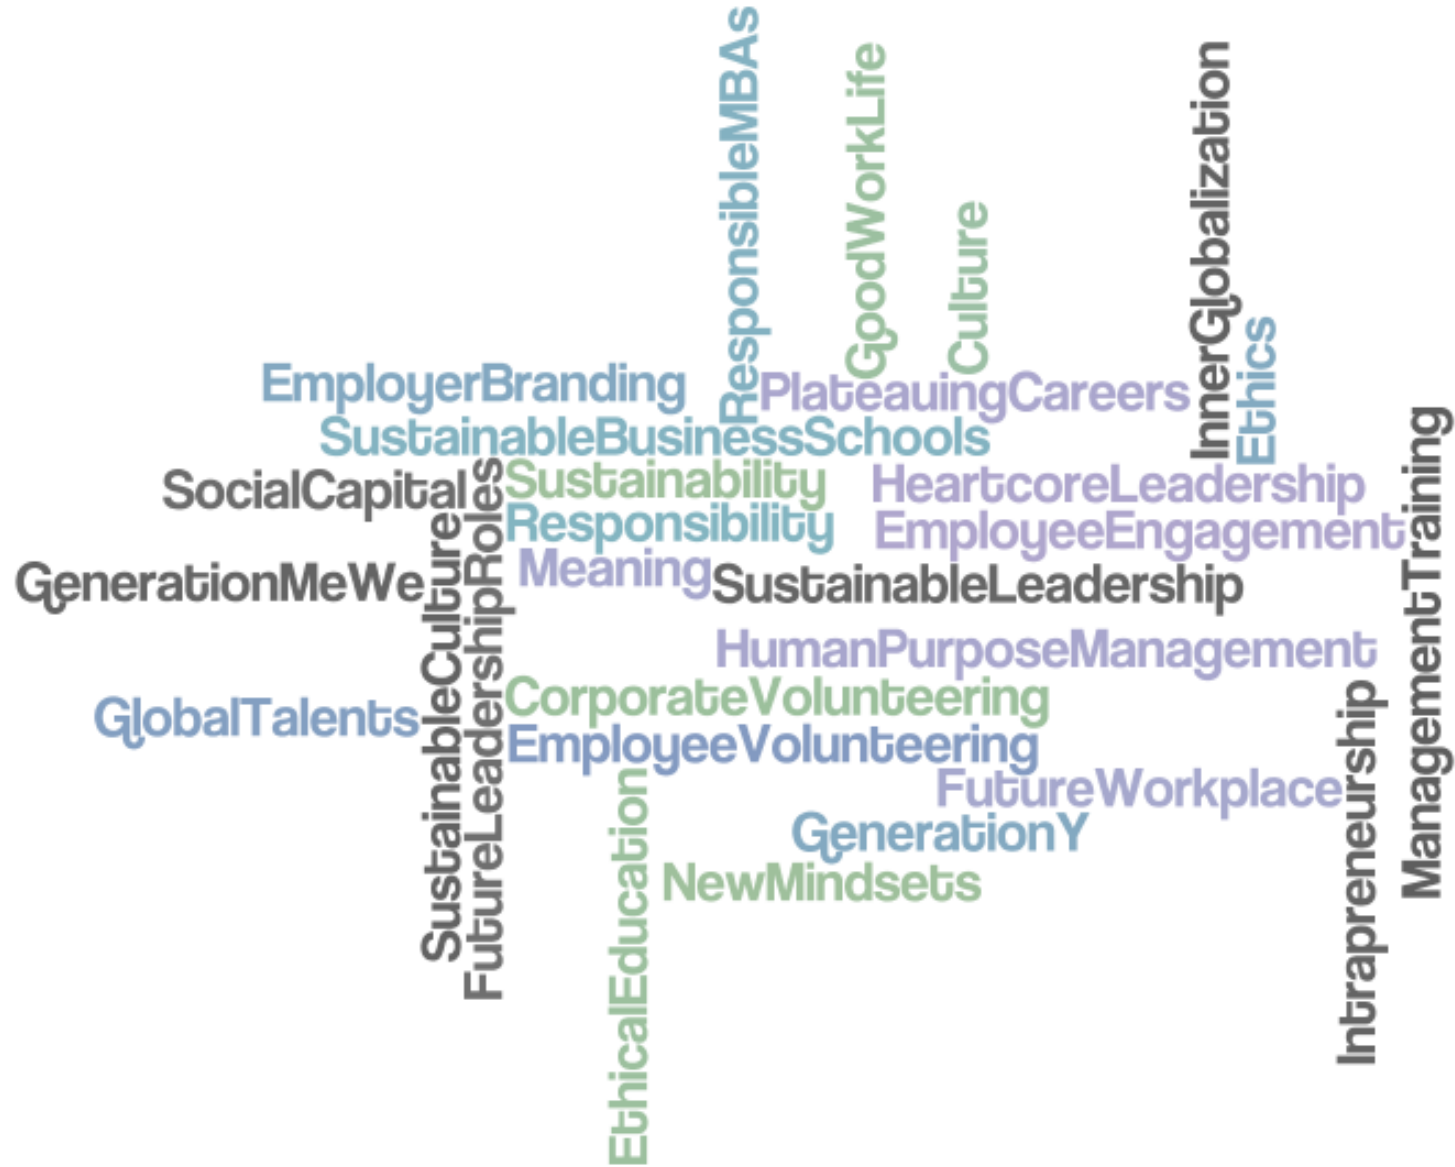 ResponsibleMBAs
GoodWorkLife
Culture
InnerGlobalization
Ethics
EmployerBranding
PlateauingCareers
SustainableBusinessSchools
SocialCapital
Sustainability
HeartcoreLeadership
Responsibility
EmployeeEngagement
ManagementTraining
GenerationMeWe
SustainableCulture
FutureLeadershipRoles
Meaning
SustainableLeadership
HumanPurposeManagement
GlobalTalents
CorporateVolunteering
EmployeeVolunteering
FutureWorkplace
Intrapreneurship
GenerationY
NewMindsets
EthicalEducation